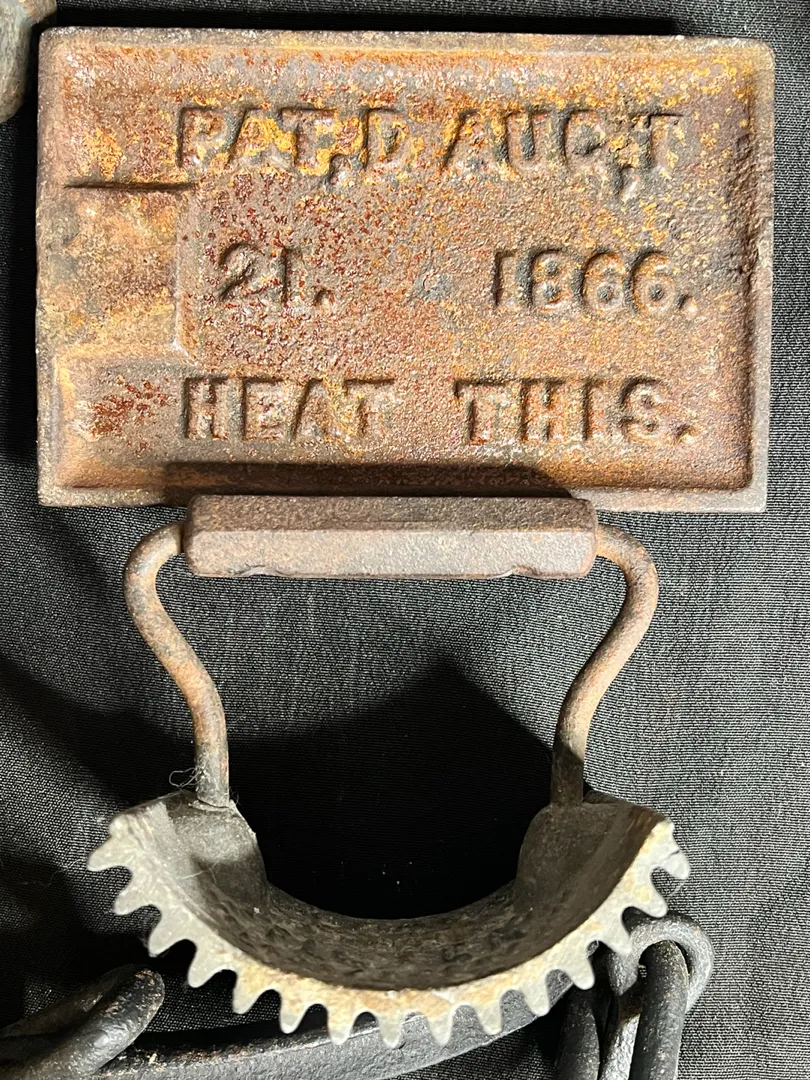 PAT,D AUG,T
21. 1866.
HEAT THIS.